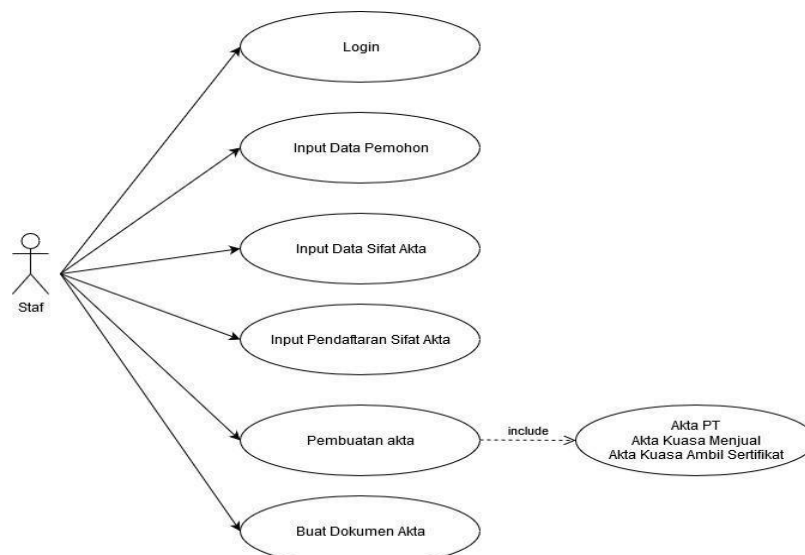 Login
Input Data Pemohon
Input Data Sifat Akta
Staf
Input Pendaftaran Sifat Akta
Pembuatan akta
include
Akta PT
Akta Kuasa Menjual
Akta Kuasa Ambil Sertifikat
Buat Dokumen Akta